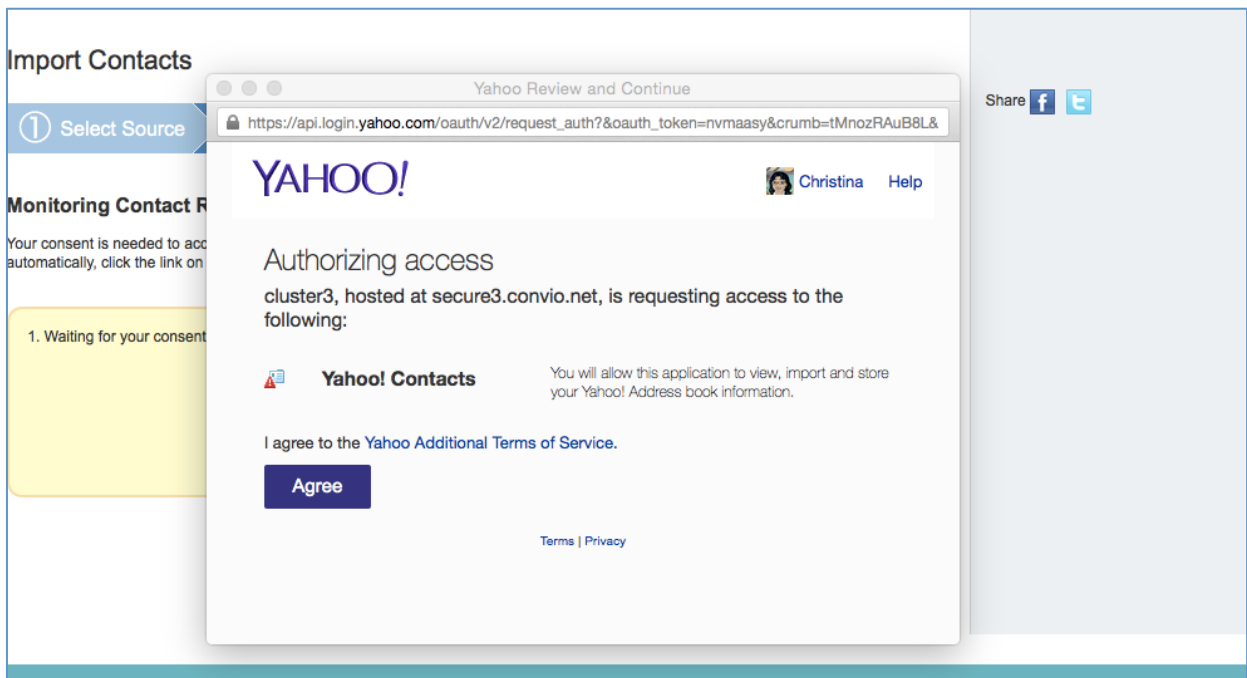 Import Contacts
① Select Source
Monitoring Contact R
Your consent is needed to acc
automatically, click the link on
1. Waiting for your consent
Yahoo Review and Continue
https://api.login.yahoo.com/oauth/v2/request_auth?&oauth_token=nvmaasy&crumb=tMnozRAuB8L&
YAHOO!
Christina Help
Authorizing access
cluster3, hosted at secure3.convio.net, is requesting access to the
following:
Yahoo! Contacts
You will allow this application to view, import and store
your Yahoo! Address book information.
I agree to the Yahoo Additional Terms of Service.
Agree
Terms | Privacy
Share f t